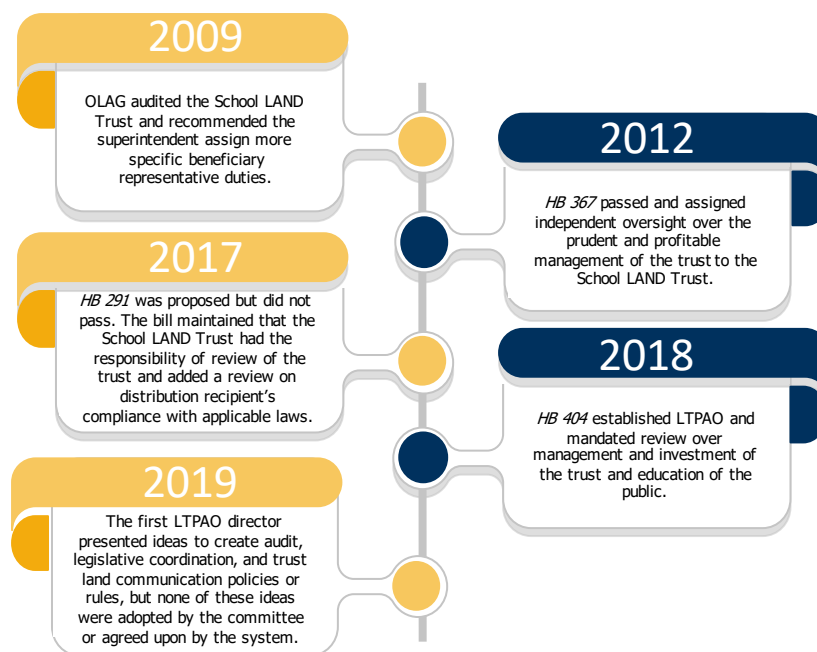 2009
OLAG audited the School LAND
Trust and recommended the
superintendent assign more
specific beneficiary
representative duties.
2012
HB 367 passed and assigned
independent oversight over the
prudent and profitable
management of the trust to the
School LAND Trust.
2017
HB 291 was proposed but did not
pass. The bill maintained that the
School LAND Trust had the
responsibility of review of the
trust and added a review on
distribution recipient's
compliance with applicable laws.
2018
HB 404 established LTPAO and
mandated review over
management and investment of
the trust and education of the
public.
2019
The first LTPAO director
presented ideas to create audit,
legislative coordination, and trust
land communication policies or
rules, but none of these ideas
were adopted by the committee
or agreed upon by the system.